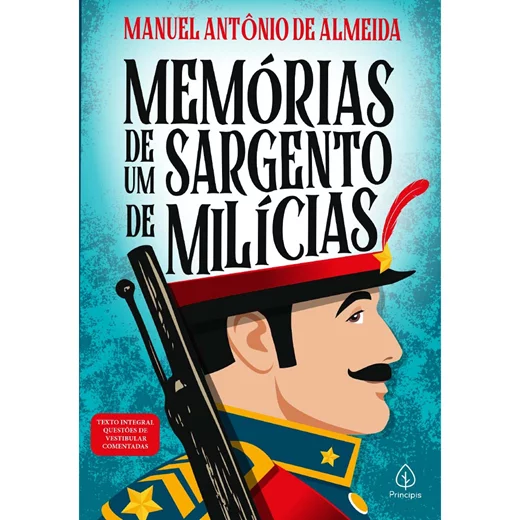 MANUEL ANTÔNIO DE ALMEIDA
MEMÓRIAS
DE UM SARGENTO
DE MILÍCIAS
TEXTO INTEGRAL
QUESTÕES DE
VESTIBULAR
COMENTADAS
Principis